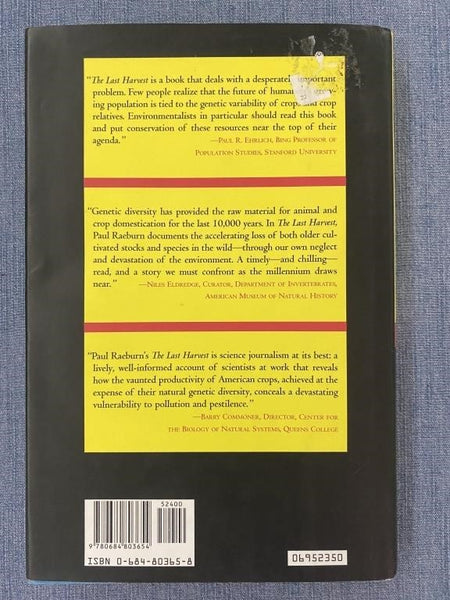 "The Last Harvest is a book that deals with a desperately important
problem. Few people realize that the future of human
population is tied to the genetic variability of crops and crop
relatives. Environmentalists in particular should read this book
and put conservation of these resources near the top of their
agenda." —Paul R. Ehrlich, Bing Professor of
Population Studies, Stanford University
"Genetic diversity has provided the raw material for animal and
crop domestication for the last 10,000 years. In The Last Harvest,
Paul Raeburn documents the accelerating loss of both older cul-
tivated stocks and species in the wild—through our own neglect
and devastation of the environment. A timely—and chilling—
read, and a story we must confront as the millennium draws
near." —Niles Eldredge, Curator, Department of Invertebrates,
American Museum of Natural History
"Paul Raeburn's The Last Harvest is science journalism at its best: a
lively, well-informed account of scientists at work that reveals
how the vaunted productivity of American crops, achieved at the
expense of their natural genetic diversity, conceals a devastating
vulnerability to pollution and pestilence."
—Barry Commoner, Director, Center for
the Biology of Natural Systems, Queens College
52400
9 780684 803654
ISBN 0-684-80365-8
06952350